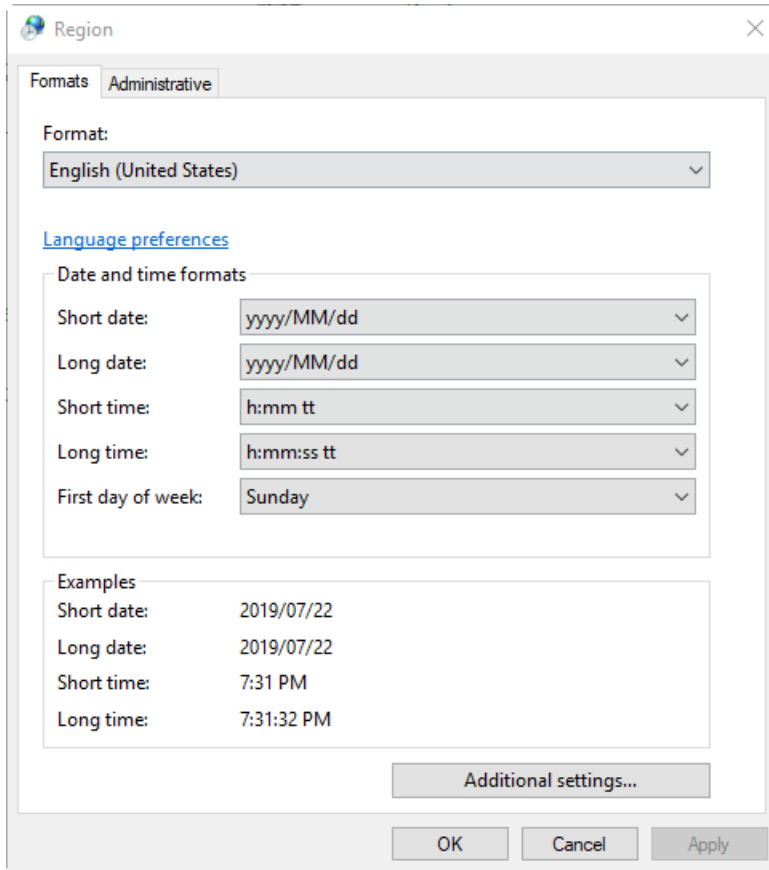 Region
Formats Administrative
Format:
English (United States)
Language preferences
Date and time formats
Short date: yyyy/MM/dd
Long date: yyyy/MM/dd
Short time: h:mm tt
Long time: h:mm:ss tt
First day of week: Sunday
Examples
Short date: 2019/07/22
Long date: 2019/07/22
Short time: 7:31 PM
Long time: 7:31:32 PM
Additional settings...
OK Cancel Apply